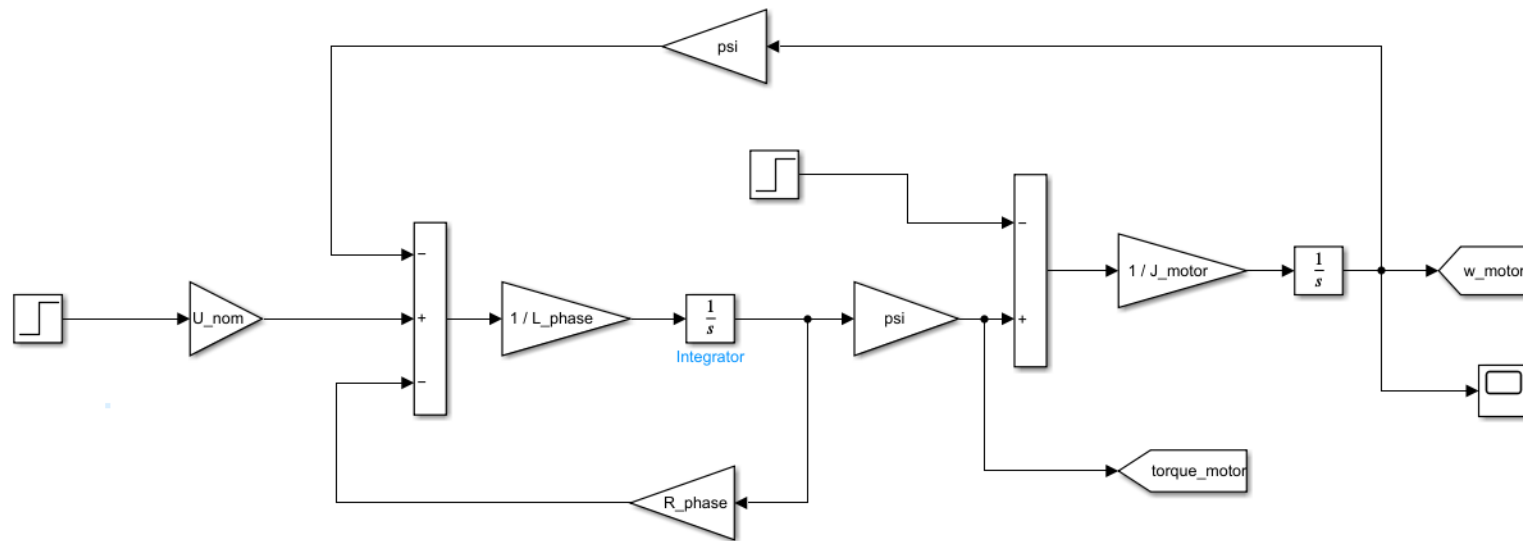 psi
−
−
U_nom
+
1 / L_phase
1
s
Integrator
psi
+
1 / J_motor
1
s
w_motor
−
R_phase
torque_motor